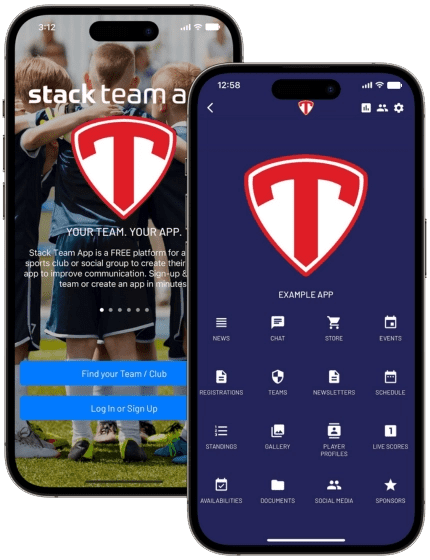 3:12
stack team a
YOUR TEAM. YOUR APP.
Stack Team App is a FREE platform for a
sports club or social group to create their
app to improve communication. Sign-up &
team or create an app in minutes
Find your Team / Club
Log In or Sign Up
12:58
T
EXAMPLE APP
NEWS
CHAT
STORE
EVENTS
REGISTRATIONS
TEAMS
NEWSLETTERS
SCHEDULE
STANDINGS
GALLERY
PLAYER
PROFILES
LIVE SCORES
AVAILABILITIES
DOCUMENTS
SOCIAL MEDIA
SPONSORS